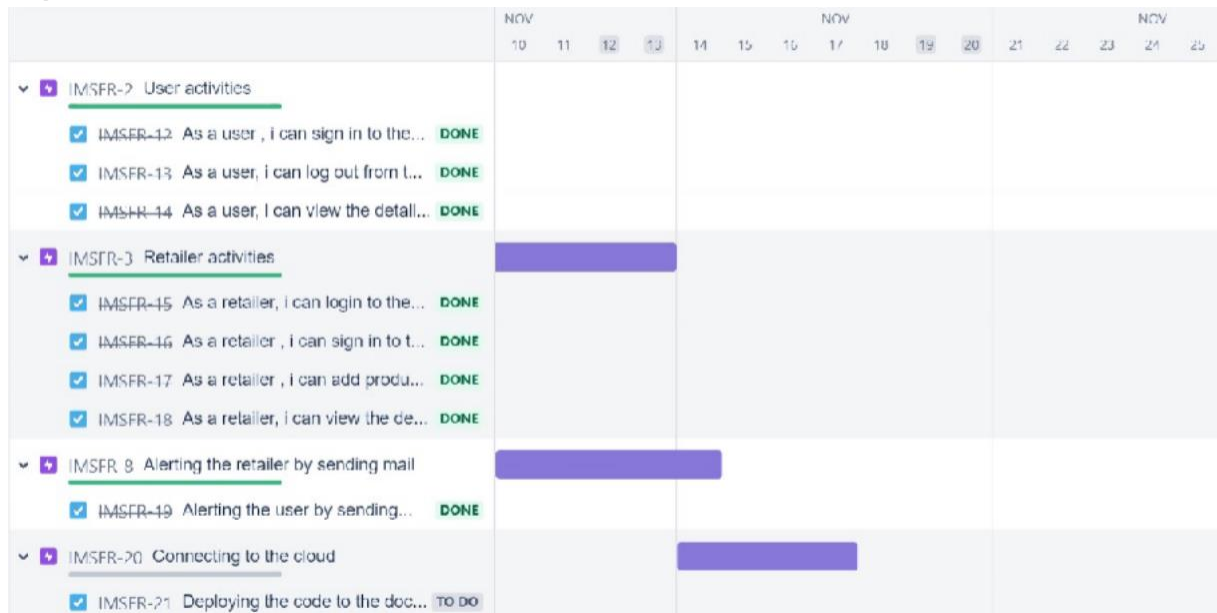 NOV NOV NOV
10 11 12 13 14 15 16 17 18 19 20 21 22 23 24 25
IMSFR-2 User activities
IMSFR-12 As a user , i can sign in to the... DONE
IMSFR-13 As a user, i can log out from t... DONE
IMSFR-14 As a user, I can view the detail... DONE
IMSFR-3 Retailer activities
IMSFR-15 As a retailer, i can login to the... DONE
IMSFR-16 As a retailer , i can sign in to t... DONE
IMSFR-17 As a retailer , i can add produ... DONE
IMSFR-18 As a retailer, i can view the de... DONE
IMSFR-8 Alerting the retailer by sending mail
IMSFR-19 Alerting the user by sending... DONE
IMSFR-20 Connecting to the cloud
IMSFR-21 Deploying the code to the doc... TO DO